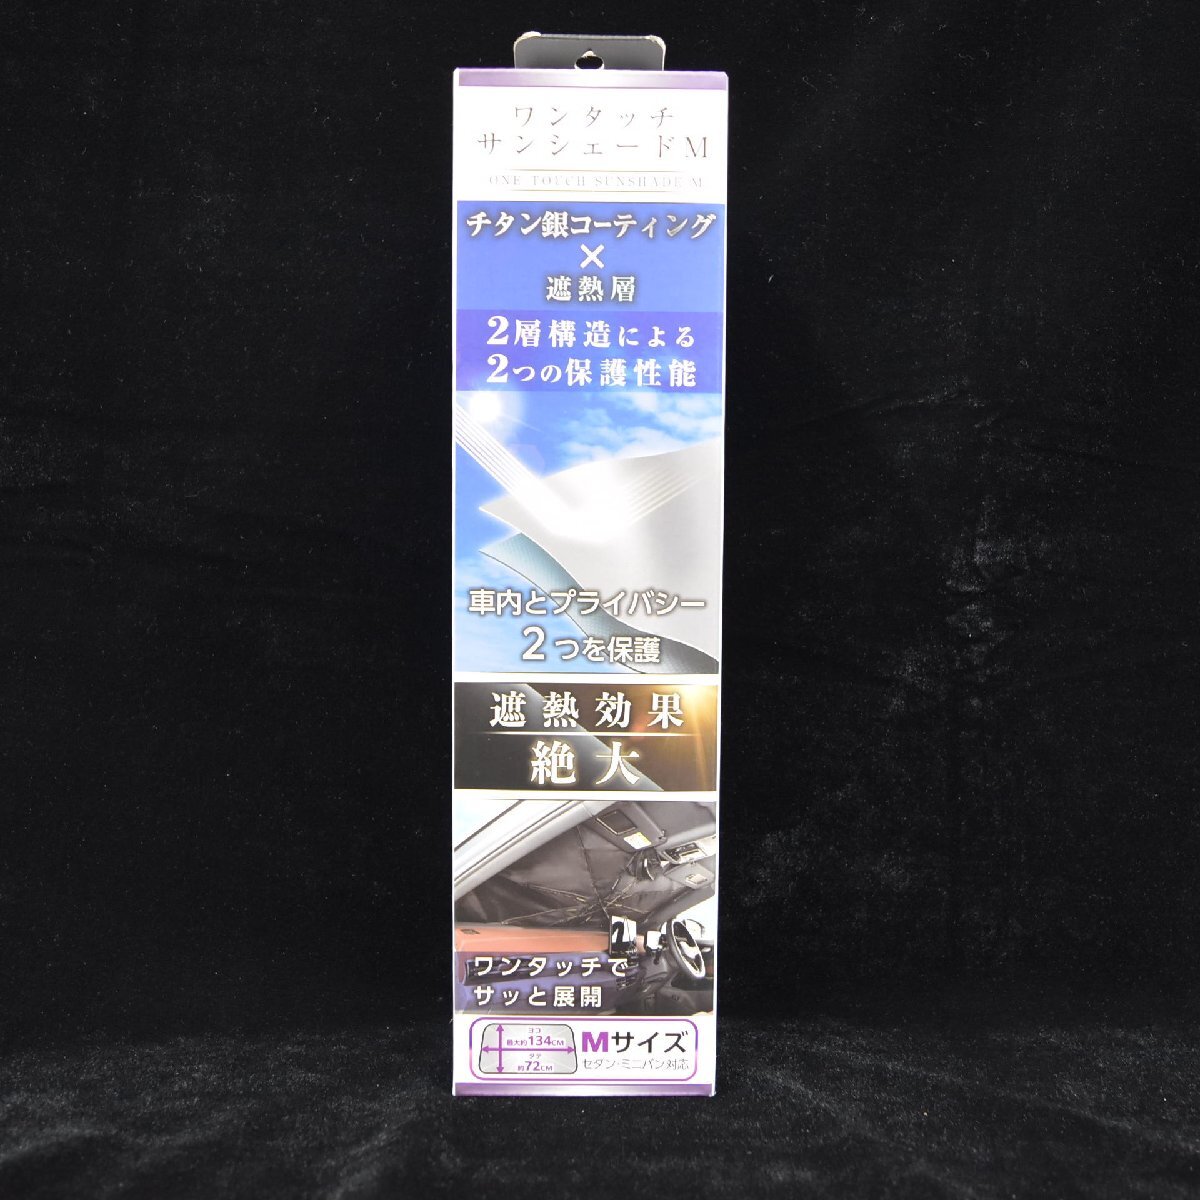 ワンタッチ
サンシェードM
ONE TOUCH SUNSHADE M
チタン銀コーティング
×
遮熱層
2層構造による
2つの保護性能
車内とプライバシー
2つを保護
遮熱効果
絶大
ワンタッチで
サッと展開
ヨコ
最大約134CM
タテ
約72CM
Mサイズ
セダン・ミニバン対応